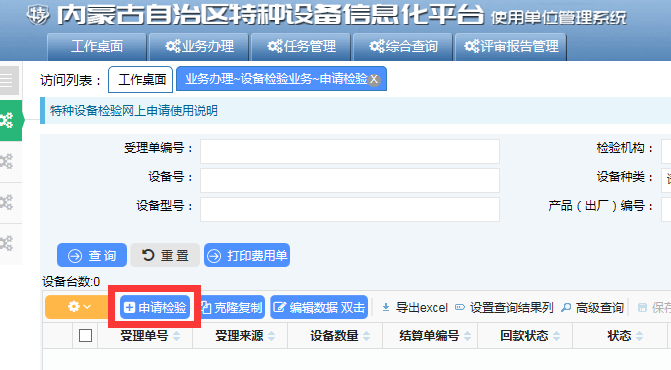 特 内蒙古自治区特种设备信息化平台 使用单位管理系统
工作桌面 业务办理 任务管理 综合查询 评审报告管理
访问列表： 工作桌面 业务办理~设备检验业务~申请检验 X
特种设备检验网上申请使用说明
受理单编号： 检验机构：
设备号： 设备种类：
设备型号： 产品（出厂）编号：
查询 重置 打印费用单
设备台数:0
申请检验 克隆复制 编辑数据 双击 导出excel 设置查询结果列 高级查询 保存
受理单号 受理来源 设备数量 结算单编号 回款状态 状态